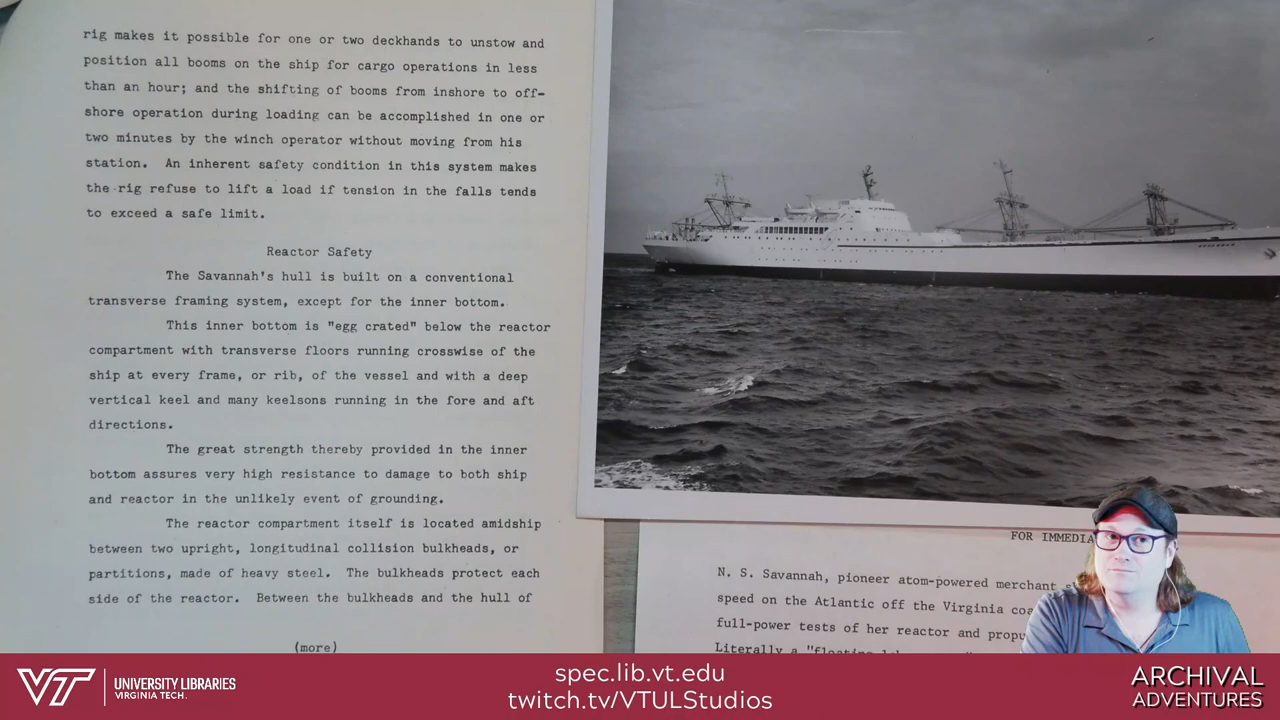 rig makes it possible for one or two deckhands to unstow and
position all booms on the ship for cargo operations in less
than an hour; and the shifting of booms from inshore to off-
shore operation during loading can be accomplished in one or
two minutes by the winch operator without moving from his
station. An inherent safety condition in this system makes
the rig refuse to lift a load if tension in the falls tends
to exceed a safe limit.
Reactor Safety
The Savannah's hull is built on a conventional
transverse framing system, except for the inner bottom.
This inner bottom is "egg crated" below the reactor
compartment with transverse floors running crosswise of the
ship at every frame, or rib, of the vessel and with a deep
vertical keel and many keelsons running in the fore and aft
directions.
The great strength thereby provided in the inner
bottom assures very high resistance to damage to both ship
and reactor in the unlikely event of grounding.
The reactor compartment itself is located amidship
between two upright, longitudinal collision bulkheads, or
partitions, made of heavy steel. The bulkheads protect each
side of the reactor. Between the bulkheads and the hull of
(more)
FOR
N. S. Savannah, pioneer atom-powered merchant
speed on the Atlantic off the Virginia
full-power tests of her reactor and
Literally a
VT
UNIVERSITY LIBRARIES
VIRGINIA TECH.
spec.lib.vt.edu
twitch.tv/VTULStudios
ARCHIVAL
ADVENTURES